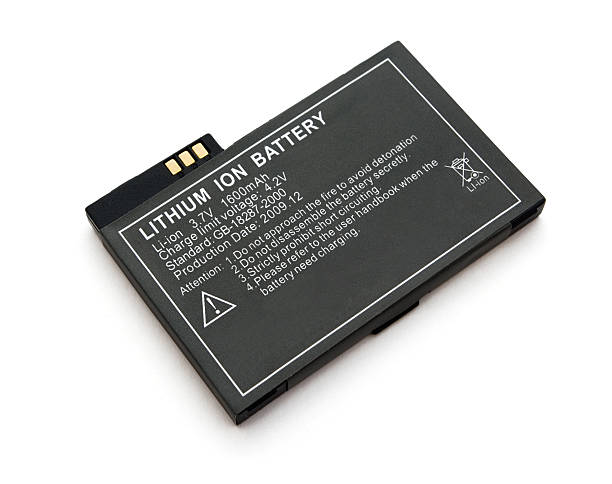 LITHIUM ION BATTERY
Li-ion 3.7V 1600mAh
Charge limit voltage: 4.2V
Standard:GB-18287-2000
Production Date:2009.12
Attention: 1.Do not approach the fire to avoid detonation
2.Do not disassemble the battery secretly.
3.Strictly prohibit short circuiting.
4.Please refer to the user handbook when the
battery need charging.
Li-ion